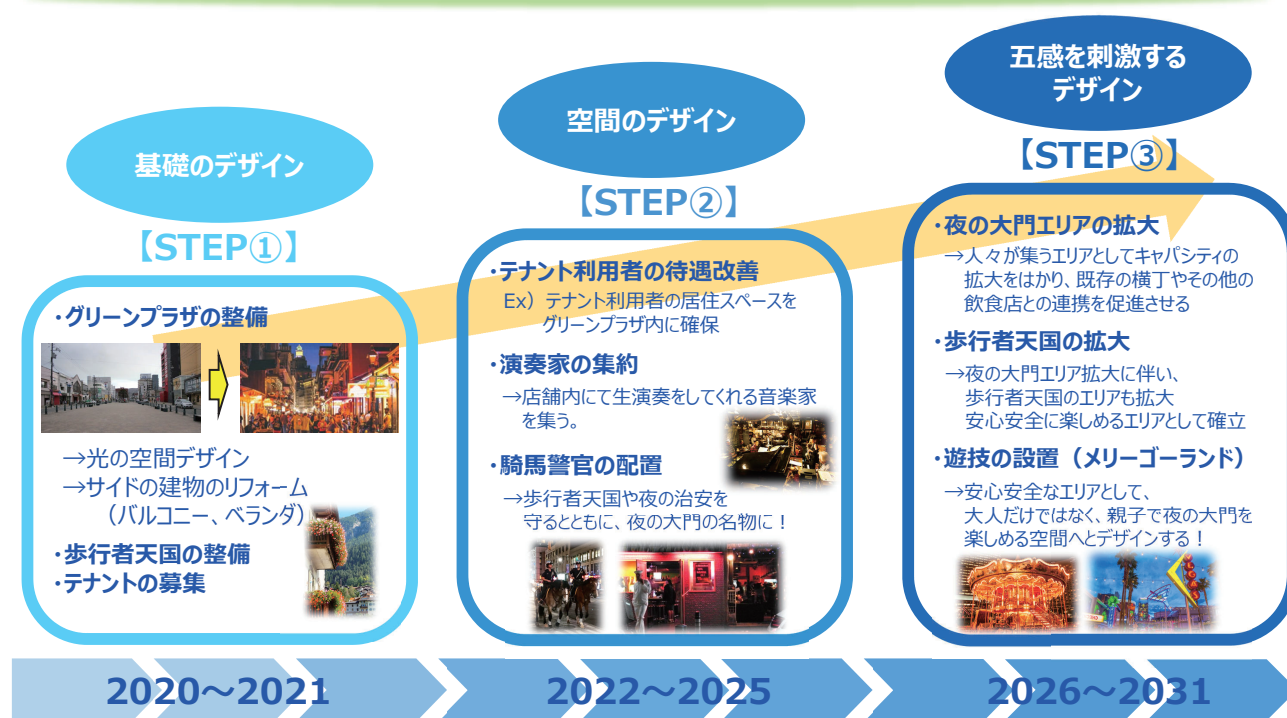 基礎のデザイン
【STEP①】
・グリーンプラザの整備
→光の空間デザイン
→サイドの建物のリフォーム
（バルコニー、ベランダ）
・歩行者天国の整備
・テナントの募集
2020～2021
空間のデザイン
【STEP②】
・テナント利用者の待遇改善
Ex）テナント利用者の居住スペースを
グリーンプラザ内に確保
・演奏家の集約
→店舗内にて生演奏をしてくれる音楽家
を集う。
・騎馬警官の配置
→歩行者天国や夜の治安を
守るとともに、夜の大門の名物に！
2022～2025
五感を刺激する
デザイン
【STEP③】
・夜の大門エリアの拡大
→人々が集うエリアとしてキャパシティの
拡大をはかり、既存の横丁やその他の
飲食店との連携を促進させる
・歩行者天国の拡大
→夜の大門エリア拡大に伴い、
歩行者天国のエリアも拡大
安心安全に楽しめるエリアとして確立
・遊技の設置（メリーゴーランド）
→安心安全なエリアとして、
大人だけではなく、親子で夜の大門を
楽しめる空間へとデザインする！
2026～2031